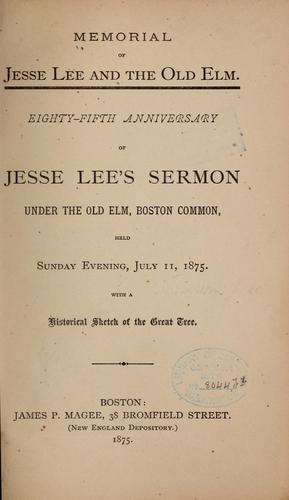 MEMORIAL
OF
JESSE LEE AND THE OLD ELM.
EIGHTY-FIFTH ANNIVERSARY
OF
JESSE LEE'S SERMON
UNDER THE OLD ELM, BOSTON COMMON,
HELD
SUNDAY EVENING, JULY 11, 1875.
WITH A
Historical Sketch of the Great Tree.
BOSTON:
JAMES P. MAGEE, 38 BROMFIELD STREET.
(NEW ENGLAND DEPOSITORY.)
1875.